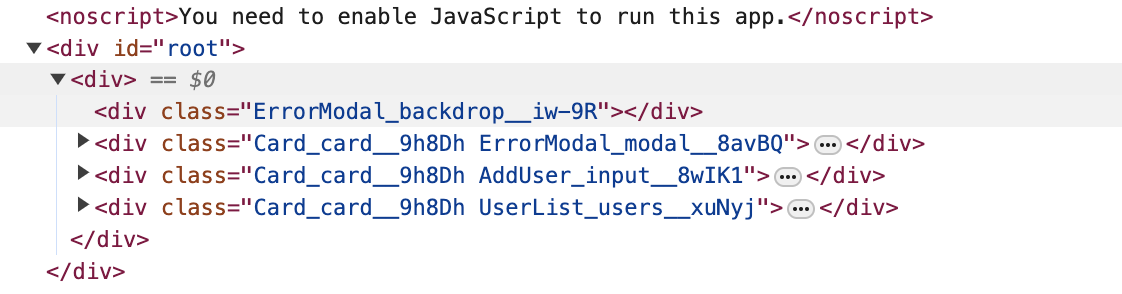 <noscript>You need to enable JavaScript to run this app.</noscript>
▼<div id="root">
▼<div> == $0
<div class="ErrorModal_backdrop__iw-9R"></div>
▶<div class="Card_card__9h8Dh ErrorModal_modal__8avBQ">…</div>
▶<div class="Card_card__9h8Dh AddUser_input__8wIK1">…</div>
▶<div class="Card_card__9h8Dh UserList_users__xuNyj">…</div>
</div>
</div>